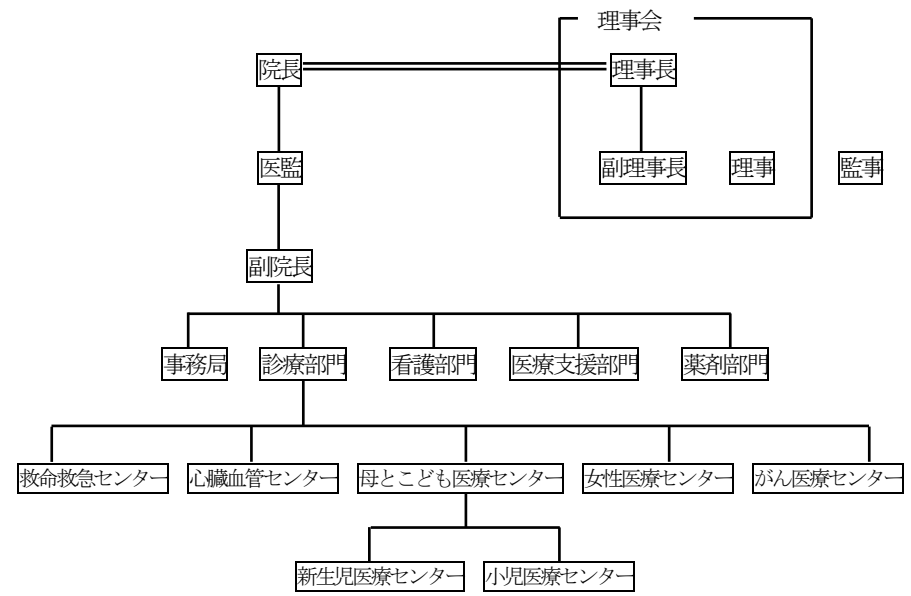 理事会
院長
理事長
医監
副理事長
理事
監事
副院長
事務局
診療部門
看護部門
医療支援部門
薬剤部門
救命救急センター
心臓血管センター
母とこども医療センター
女性医療センター
がん医療センター
新生児医療センター
小児医療センター